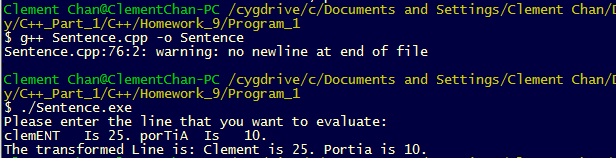 Clement Chan@ClementChan-PC /cygdrive/c/Documents and Settings/Clement Chan/D
y/C++_Part_1/C++/Homework_9/Program_1
$ g++ Sentence.cpp -o Sentence
Sentence.cpp:76:2: warning: no newline at end of file
Clement Chan@ClementChan-PC /cygdrive/c/Documents and Settings/Clement Chan/D
y/C++_Part_1/C++/Homework_9/Program_1
$ ./Sentence.exe
Please enter the line that you want to evaluate:
clemENT   Is 25. porTiA  Is   10.
The transformed Line is: Clement is 25. Portia is 10.